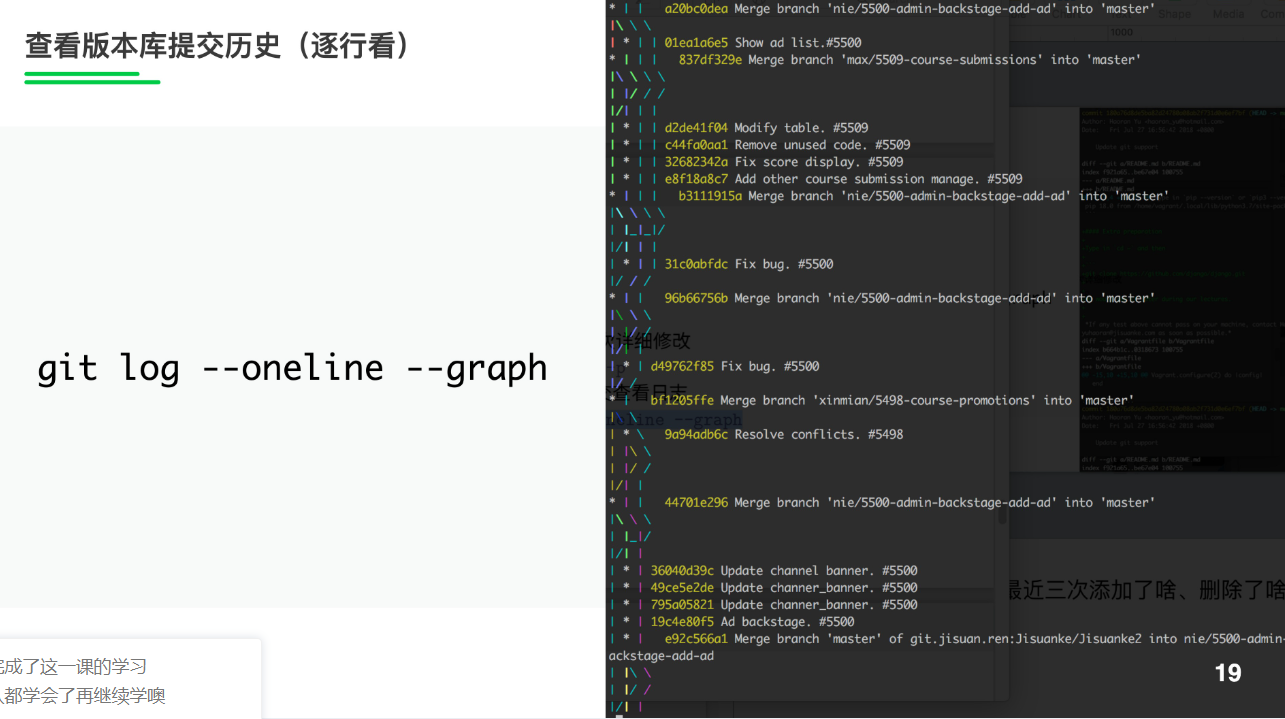 查看版本库提交历史（逐行看）
git log --oneline --graph
完成了这一课的学习
都学会了再继续学噢
a20bc0dea Merge branch 'nie/5500-admin-backstage-add-ad' into 'master'
01ea1a6e5 Show ad list.#5500
837df329e Merge branch 'max/5509-course-submissions' into 'master'
d2de41f04 Modify table. #5509
c44fa0aa1 Remove unused code. #5509
32682342a Fix score display. #5509
e8f18a8c7 Add other course submission manage. #5509
b3111915a Merge branch 'nie/5500-admin-backstage-add-ad' into 'master'
31c0abfdc Fix bug. #5500
96b66756b Merge branch 'nie/5500-admin-backstage-add-ad' into 'master'
详细修改
d49762f85 Fix bug. #5500
查看日志
bf1205ffe Merge branch 'xinmian/5498-course-promotions' into 'master'
--graph
9a94adb6c Resolve conflicts. #5498
44701e296 Merge branch 'nie/5500-admin-backstage-add-ad' into 'master'
36040d39c Update channel banner. #5500
49ce5e2de Update channer_banner. #5500
795a05821 Update channer_banner. #5500
19c4e80f5 Ad backstage. #5500
e92c566a1 Merge branch 'master' of git.jisuan.ren:Jisuanke/Jisuanke2 into nie/5500-admin-
ackstage-add-ad
Chart Text Shape Media
1000
最近三次添加了啥、删除了啥
19